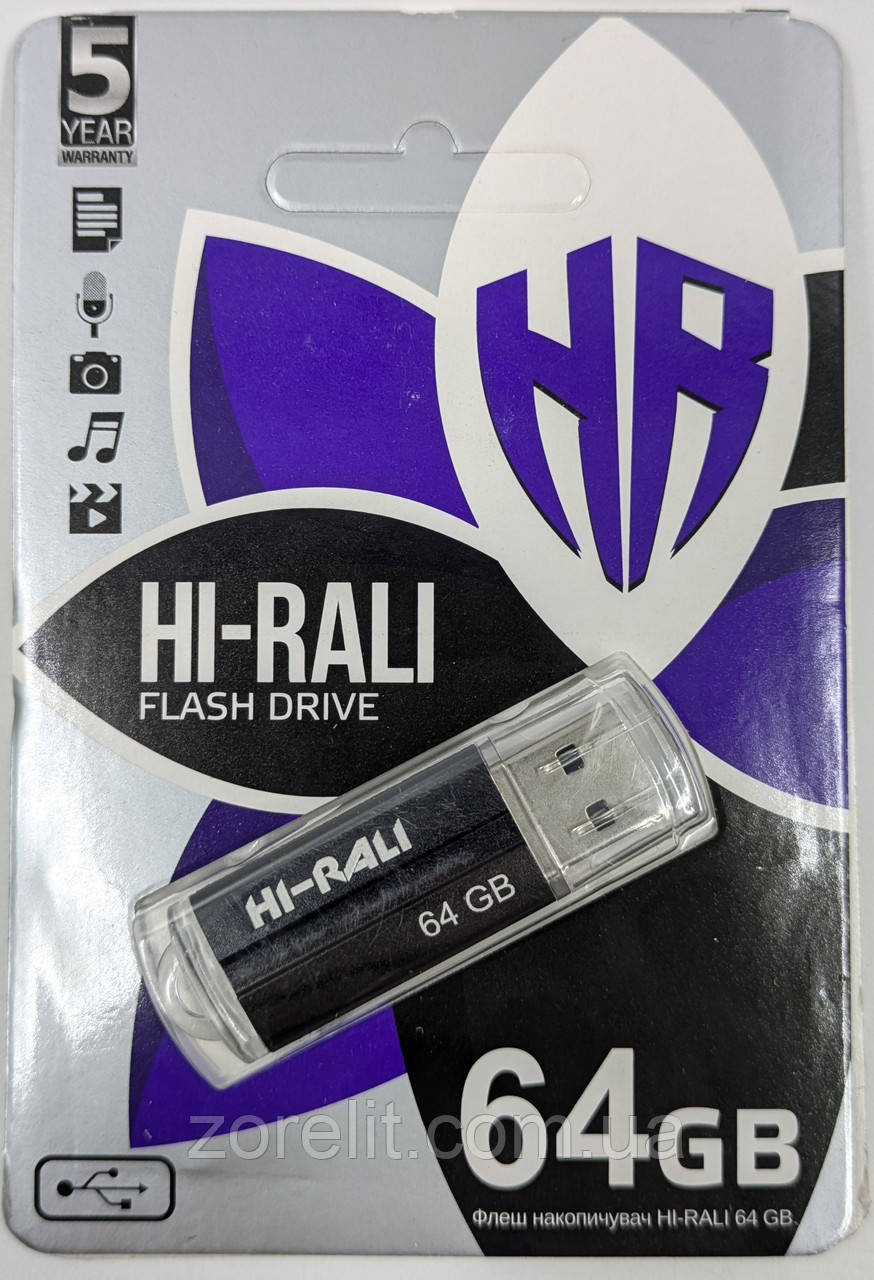 5
YEAR
WARRANTY
HR
HI-RALI
FLASH DRIVE
HI-RALI
64 GB
64GB
zorelit.com.ua
Флеш накопичувач HI-RALI 64 GB